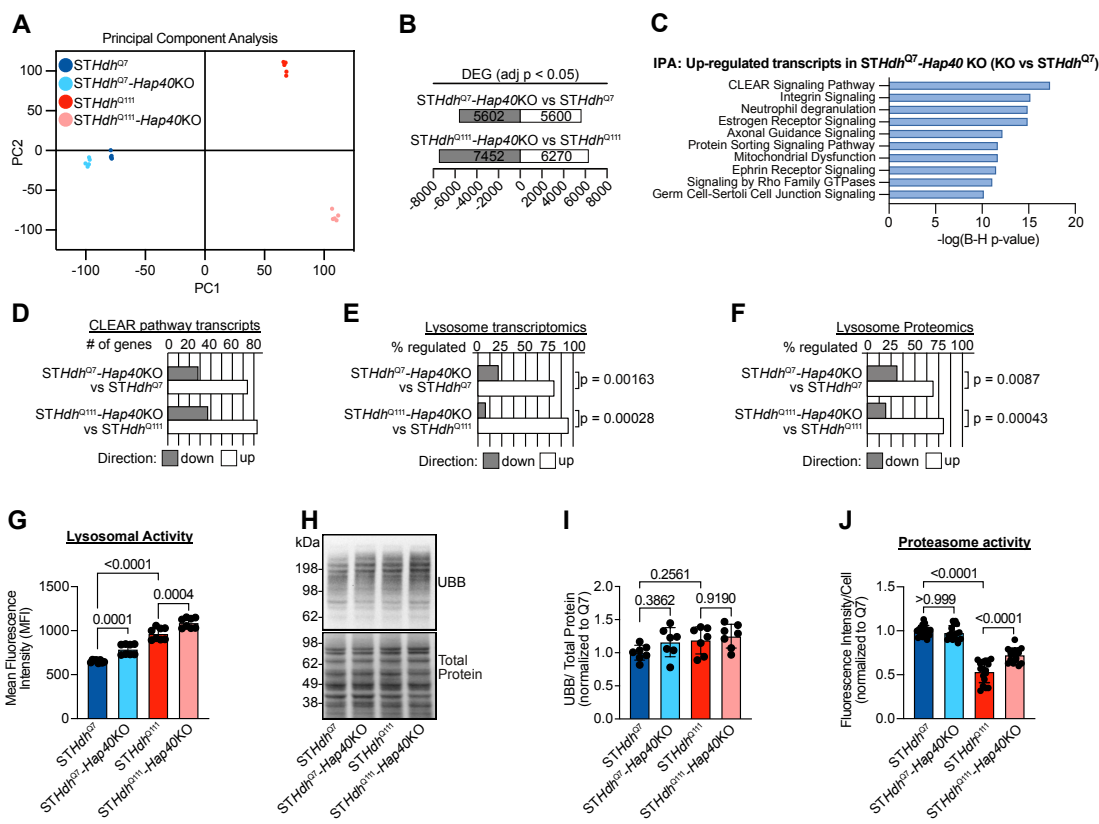 A
Principal Component Analysis
STHdhQ7
STHdhQ7-Hap40KO
STHdhQ111
STHdhQ111-Hap40KO
100
50
0
-50
-100
PC2
-100 -50 0 50 100
PC1
B
DEG (adj p < 0.05)
STHdhQ7-Hap40KO vs STHdhQ7
5602 5600
STHdhQ111-Hap40KO vs STHdhQ111
7452 6270
-8000 -6000 -4000 -2000 0 2000 4000 6000 8000
C
IPA: Up-regulated transcripts in STHdhQ7-Hap40 KO (KO vs STHdhQ7)
CLEAR Signaling Pathway
Integrin Signaling
Neutrophil degranulation
Estrogen Receptor Signaling
Axonal Guidance Signaling
Protein Sorting Signaling Pathway
Mitochondrial Dysfunction
Ephrin Receptor Signaling
Signaling by Rho Family GTPases
Germ Cell-Sertoli Cell Junction Signaling
0 5 10 15 20
-log(B-H p-value)
D
CLEAR pathway transcripts
# of genes 0 20 40 60 80
STHdhQ7-Hap40KO
vs STHdhQ7
STHdhQ111-Hap40KO
vs STHdhQ111
Direction: down up
E
Lysosome transcriptomics
% regulated 0 25 50 75 100
STHdhQ7-Hap40KO
vs STHdhQ7
p = 0.00163
STHdhQ111-Hap40KO
vs STHdhQ111
p = 0.00028
Direction: down up
F
Lysosome Proteomics
% regulated 0 25 50 75 100
STHdhQ7-Hap40KO
vs STHdhQ7
p = 0.0087
STHdhQ111-Hap40KO
vs STHdhQ111
p = 0.00043
Direction: down up
G
Lysosomal Activity
<0.0001
0.0004
0.0001
1500
1000
500
0
Mean Fluorescence
Intensity (MFI)
STHdhQ7
STHdhQ7-Hap40KO
STHdhQ111
STHdhQ111-Hap40KO
H
kDa
198
98
62
UBB
98
62
49
38
Total
Protein
STHdhQ7
STHdhQ7-Hap40KO
STHdhQ111
STHdhQ111-Hap40KO
I
0.2561
0.3862 0.9190
2.0
1.5
1.0
0.5
0.0
UBB/ Total Protein
(normalized to Q7)
STHdhQ7
STHdhQ7-Hap40KO
STHdhQ111
STHdhQ111-Hap40KO
J
Proteasome activity
<0.0001
>0.999 <0.0001
1.5
1.0
0.5
0.0
Fluorescence Intensity/Cell
(normalized to Q7)
STHdhQ7
STHdhQ7-Hap40KO
STHdhQ111
STHdhQ111-Hap40KO